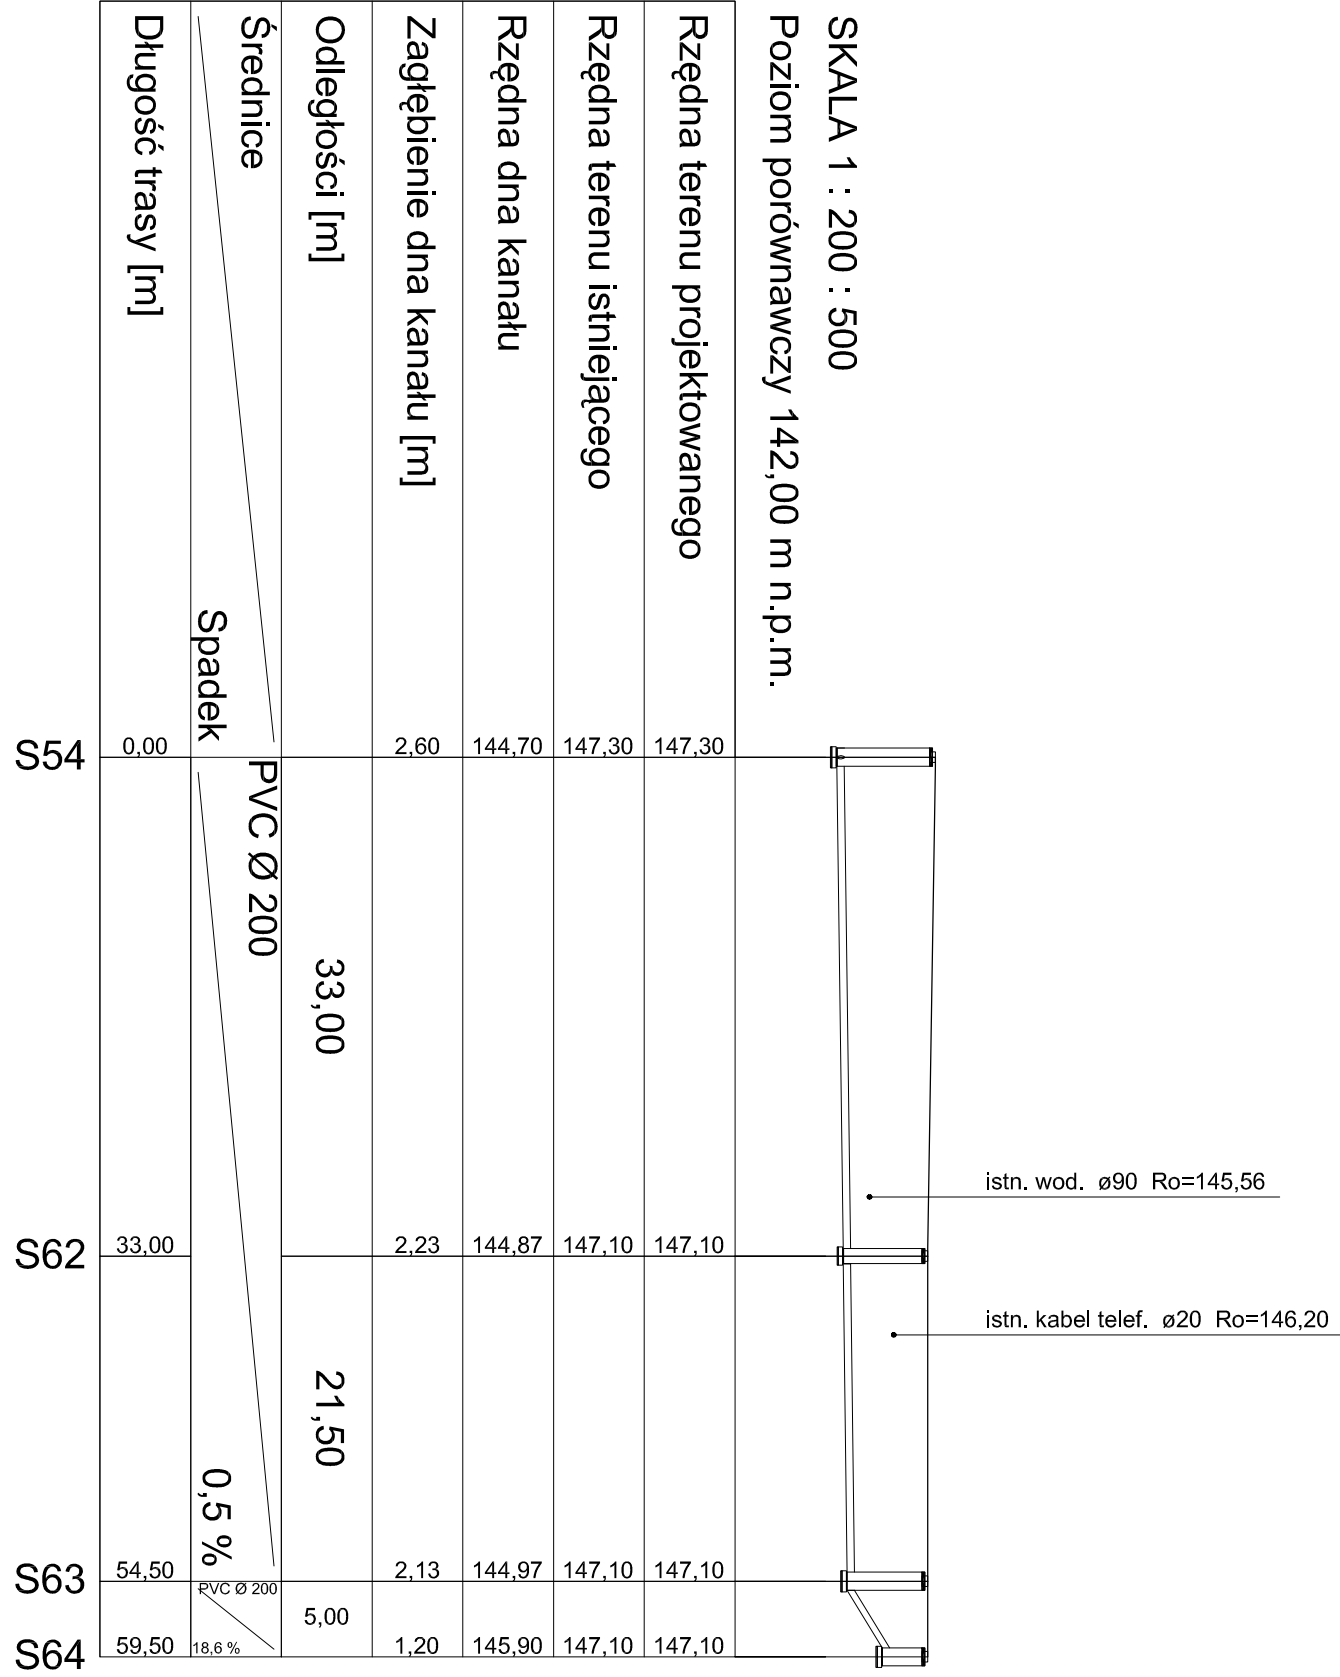 SKALA 1 : 200 : 500
Poziom porównawczy 142,00 m n.p.m.
Rzędna terenu projektowanego
147,30
147,10
147,10
147,10
Rzędna terenu istniejącego
147,30
147,10
147,10
147,10
Rzędna dna kanału
144,70
144,87
144,97
145,90
Zagłębienie dna kanału [m]
2,60
2,23
2,13
1,20
Odległości [m]
33,00
21,50
5,00
Średnice
Spadek
PVC Ø 200
0,5 %
PVC Ø 200
18,6 %
Długość trasy [m]
0,00
33,00
54,50
59,50
S54
S62
S63
S64
istn. wod. ø90 Ro=145,56
istn. kabel telef. ø20 Ro=146,20